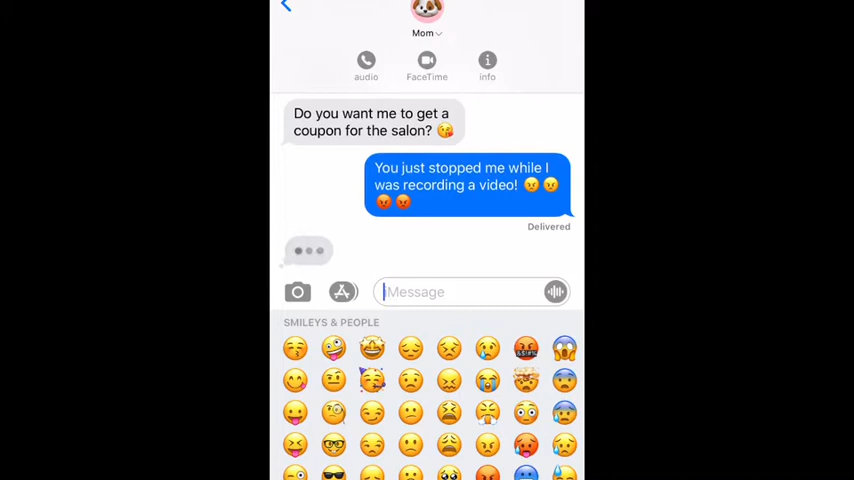 Mom
audio FaceTime info
Do you want me to get a
coupon for the salon? 😘
You just stopped me while I
was recording a video! 😠😠
😡😡
Delivered
iMessage
SMILEYS & PEOPLE